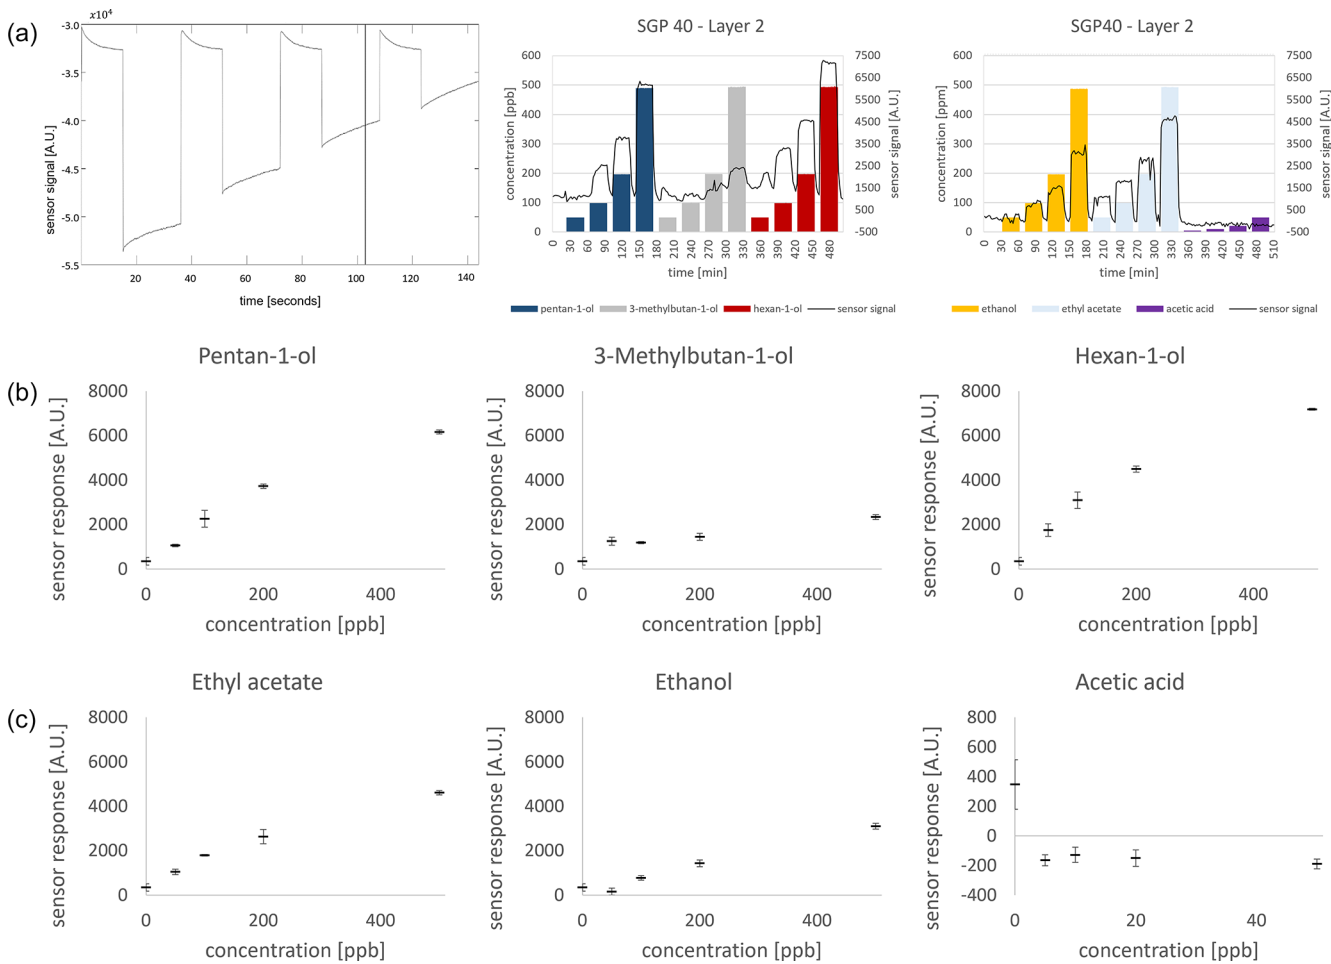 (a)
×10⁴
-3.0
-3.5
-4.0
-4.5
-5.0
-5.5
sensor signal [A.U.]
20 40 60 80 100 120 140
time [seconds]
SGP 40 - Layer 2
600 500 400 300 200 100 0
concentration [ppb]
7500 6500 5500 4500 3500 2500 1500 500 -500
sensor signal [A.U.]
0 30 60 90 120 150 180 210 240 270 300 330 360 390 420 450 480
time [min]
pentan-1-ol 3-methylbutan-1-ol hexan-1-ol sensor signal
SGP40 - Layer 2
600 500 400 300 200 100 0
concentration [ppm]
7500 6500 5500 4500 3500 2500 1500 500 -500
sensor signal [A.U.]
0 30 60 90 120 150 180 210 240 270 300 330 360 390 420 450 480 510
time [min]
ethanol ethyl acetate acetic acid sensor signal
(b)
Pentan-1-ol
8000
6000
4000
2000
0
sensor response [A.U.]
0 200 400
concentration [ppb]
3-Methylbutan-1-ol
8000
6000
4000
2000
0
sensor response [A.U.]
0 200 400
concentration [ppb]
Hexan-1-ol
8000
6000
4000
2000
0
sensor response [A.U.]
0 200 400
concentration [ppb]
(c)
Ethyl acetate
8000
6000
4000
2000
0
sensor response [A.U.]
0 200 400
concentration [ppb]
Ethanol
8000
6000
4000
2000
0
sensor response [A.U.]
0 200 400
concentration [ppb]
Acetic acid
800
600
400
200
0
-200
-400
sensor response [A.U.]
0 20 40
concentration [ppb]